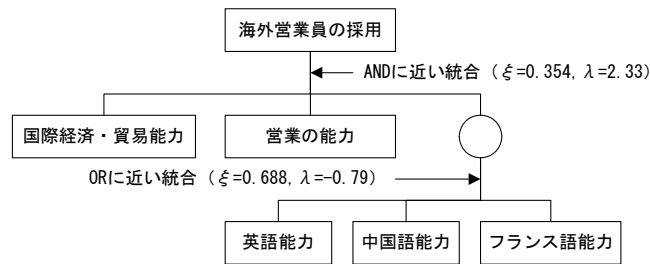 海外営業員の採用
ANDに近い統合（ξ=0.354, λ=2.33）
国際経済・貿易能力
営業の能力
ORに近い統合（ξ=0.688, λ=-0.79）
英語能力
中国語能力
フランス語能力